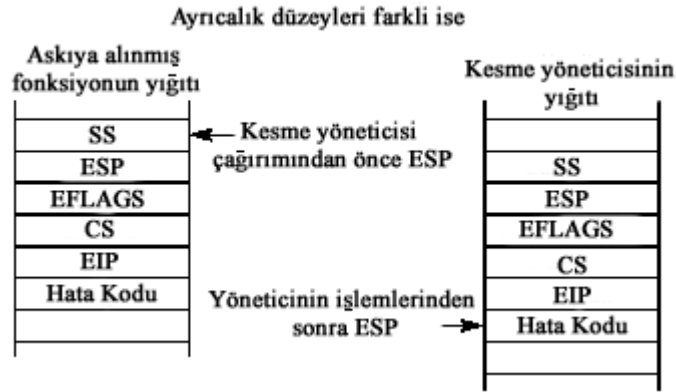 Ayrıcalık düzeyleri farkli ise
Askıya alınmış
fonksiyonun yığıtı
SS
ESP
EFLAGS
CS
EIP
Hata Kodu
Kesme yöneticisi
çağırımından önce ESP
Yöneticinin işlemlerinden
sonra ESP
Kesme yöneticisinin
yığıtı
SS
ESP
EFLAGS
CS
EIP
Hata Kodu